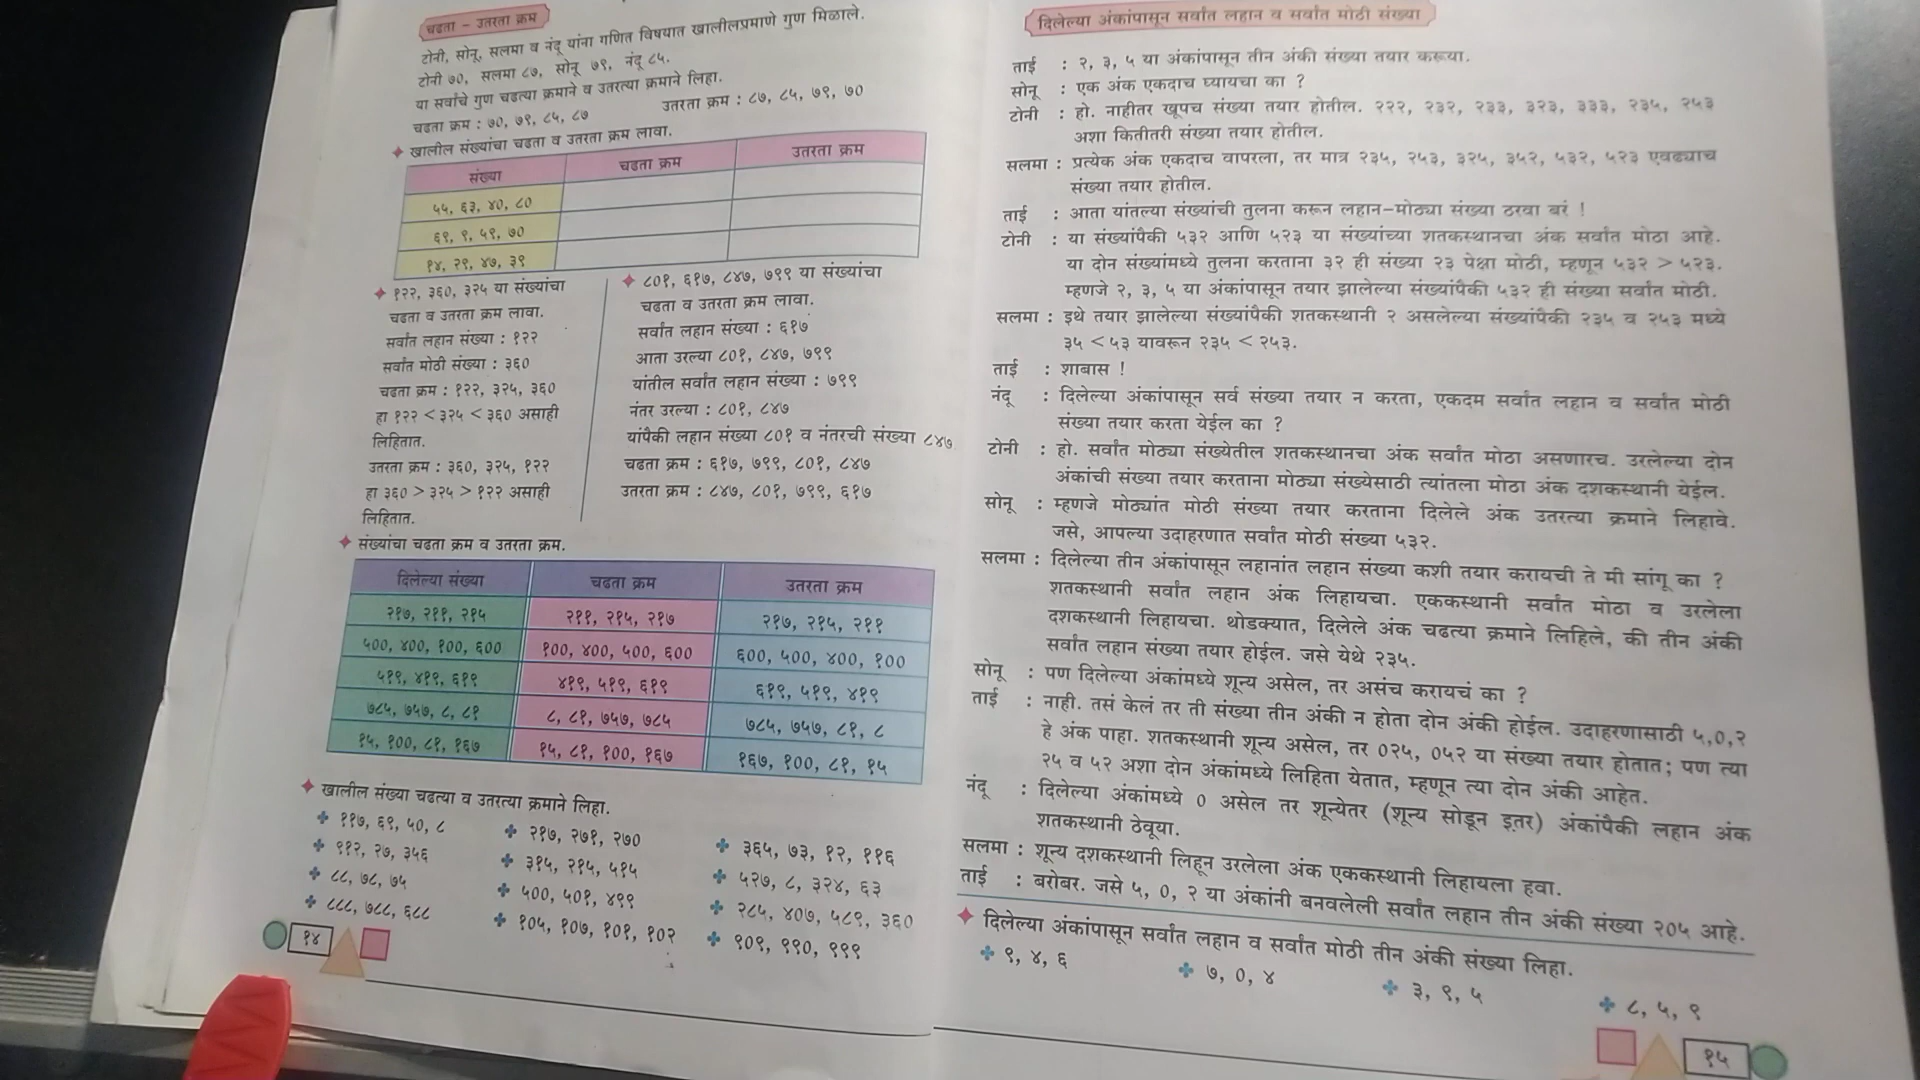 चढता - उतरता क्रम
टोनी, सोनू, सलमा व नंदू यांना गणित विषयात खालीलप्रमाणे गुण मिळाले.
टोनी ७०, सलमा ८७, सोनू ७९, नंदू ८५.
या सर्वांचे गुण चढत्या क्रमाने व उतरत्या क्रमाने लिहा.
चढता क्रम : ७०, ७९, ८५, ८७ उतरता क्रम : ८७, ८५, ७९, ७०
खालील संख्यांचा चढता व उतरता क्रम लावा.
संख्या चढता क्रम उतरता क्रम
५५, ६३, ४०, ८०
६९, ९, ५९, ७०
१४, २९, ४७, ३९
१२२, ३६०, ३२५ या संख्यांचा
चढता व उतरता क्रम लावा.
सर्वांत लहान संख्या : १२२
सर्वांत मोठी संख्या : ३६०
चढता क्रम : १२२, ३२५, ३६०
हा १२२ < ३२५ < ३६० असाही
लिहितात.
उतरता क्रम : ३६०, ३२५, १२२
हा ३६० > ३२५ > १२२ असाही
लिहितात.
८०१, ६१७, ८४७, ७९९ या संख्यांचा
चढता व उतरता क्रम लावा.
सर्वांत लहान संख्या : ६१७
आता उरल्या ८०१, ८४७, ७९९
यांतील सर्वांत लहान संख्या : ७९९
नंतर उरल्या : ८०१, ८४७
यांपैकी लहान संख्या ८०१ व नंतरची संख्या ८४७
चढता क्रम : ६१७, ७९९, ८०१, ८४७
उतरता क्रम : ८४७, ८०१, ७९९, ६१७
संख्यांचा चढता क्रम व उतरता क्रम.
दिलेल्या संख्या चढता क्रम उतरता क्रम
२१७, २११, २१५ २११, २१५, २१७ २१७, २१५, २११
५००, ४००, १००, ६०० १००, ४००, ५००, ६०० ६००, ५००, ४००, १००
५१९, ४१९, ६१९ ४१९, ५१९, ६१९ ६१९, ५१९, ४१९
७८५, ७५७, ८, ८१ ८, ८१, ७५७, ७८५ ७८५, ७५७, ८१, ८
१५, १००, ८१, १६७ १५, ८१, १००, १६७ १६७, १००, ८१, १५
खालील संख्या चढत्या व उतरत्या क्रमाने लिहा.
११७, ६९, ५०, ८ २१७, २७१, २७० ३६५, ७३, १२, ११६
९१२, २७, ३५६ ३१५, २१५, ५१५ ५२७, ८, ३२४, ६३
८८, ७८, ७५ ५००, ५०१, ४९९ २८५, ४०७, ५८९, ३६०
८८८, ७८८, ६८८ १०५, १०७, १०१, १०२ ९०९, ९९०, ९९९
१४
दिलेल्या अंकांपासून सर्वांत लहान व सर्वांत मोठी संख्या
ताई : २, ३, ५ या अंकांपासून तीन अंकी संख्या तयार करूया.
सोनू : एक अंक एकदाच घ्यायचा का ?
टोनी : हो. नाहीतर खूपच संख्या तयार होतील. २२२, २३२, २३३, ३२३, ३३३, २३५, २५३
अशा कितीतरी संख्या तयार होतील.
सलमा : प्रत्येक अंक एकदाच वापरला, तर मात्र २३५, २५३, ३२५, ३५२, ५३२, ५२३ एवढ्याच
संख्या तयार होतील.
ताई : आता यांतल्या संख्यांची तुलना करून लहान-मोठ्या संख्या ठरवा बरं !
टोनी : या संख्यांपैकी ५३२ आणि ५२३ या संख्यांच्या शतकस्थानचा अंक सर्वांत मोठा आहे.
या दोन संख्यांमध्ये तुलना करताना ३२ ही संख्या २३ पेक्षा मोठी, म्हणून ५३२ > ५२३.
म्हणजे २, ३, ५ या अंकांपासून तयार झालेल्या संख्यांपैकी ५३२ ही संख्या सर्वांत मोठी.
सलमा : इथे तयार झालेल्या संख्यांपैकी शतकस्थानी २ असलेल्या संख्यांपैकी २३५ व २५३ मध्ये
३५ < ५३ यावरून २३५ < २५३.
ताई : शाबास !
नंदू : दिलेल्या अंकांपासून सर्व संख्या तयार न करता, एकदम सर्वांत लहान व सर्वांत मोठी
संख्या तयार करता येईल का ?
टोनी : हो. सर्वांत मोठ्या संख्येतील शतकस्थानचा अंक सर्वांत मोठा असणारच. उरलेल्या दोन
अंकांची संख्या तयार करताना मोठ्या संख्येसाठी त्यांतला मोठा अंक दशकस्थानी येईल.
सोनू : म्हणजे मोठ्यांत मोठी संख्या तयार करताना दिलेले अंक उतरत्या क्रमाने लिहावे.
जसे, आपल्या उदाहरणात सर्वांत मोठी संख्या ५३२.
सलमा : दिलेल्या तीन अंकांपासून लहानांत लहान संख्या कशी तयार करायची ते मी सांगू का ?
शतकस्थानी सर्वांत लहान अंक लिहायचा. एककस्थानी सर्वांत मोठा व उरलेला
दशकस्थानी लिहायचा. थोडक्यात, दिलेले अंक चढत्या क्रमाने लिहिले, की तीन अंकी
सर्वांत लहान संख्या तयार होईल. जसे येथे २३५.
सोनू : पण दिलेल्या अंकांमध्ये शून्य असेल, तर असंच करायचं का ?
ताई : नाही. तसं केलं तर ती संख्या तीन अंकी न होता दोन अंकी होईल. उदाहरणासाठी ५,०,२
हे अंक पाहा. शतकस्थानी शून्य असेल, तर ०२५, ०५२ या संख्या तयार होतात; पण त्या
२५ व ५२ अशा दोन अंकांमध्ये लिहिता येतात, म्हणून त्या दोन अंकी आहेत.
नंदू : दिलेल्या अंकांमध्ये ० असेल तर शून्येतर (शून्य सोडून इतर) अंकांपैकी लहान अंक
शतकस्थानी ठेवूया.
सलमा : शून्य दशकस्थानी लिहून उरलेला अंक एककस्थानी लिहायला हवा.
ताई : बरोबर. जसे ५, ०, २ या अंकांनी बनवलेली सर्वांत लहान तीन अंकी संख्या २०५ आहे.
दिलेल्या अंकांपासून सर्वांत लहान व सर्वांत मोठी तीन अंकी संख्या लिहा.
९, ४, ६ ७, ०, ४ ३, ९, ५ ८, ५, ९
१५